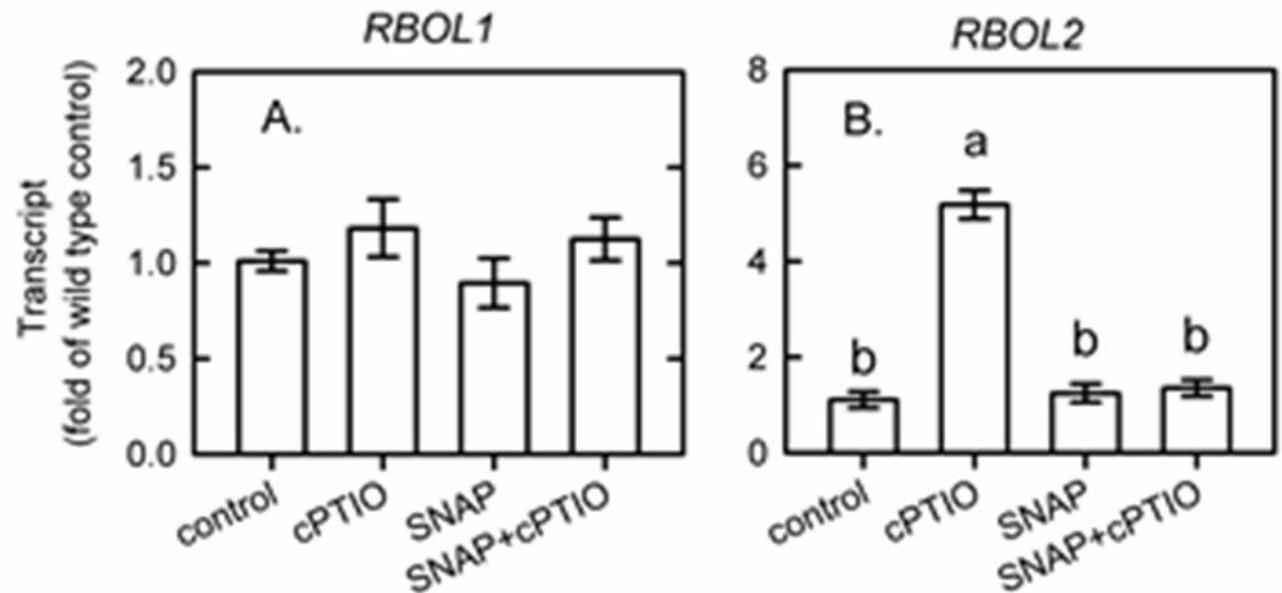 RBOL1
RBOL2
Transcript
(fold of wild type control)
2.0
1.5
1.0
0.5
0.0
A.
control
cPTIO
SNAP
SNAP+cPTIO
8
6
4
2
0
B.
b
a
b
b
control
cPTIO
SNAP
SNAP+cPTIO